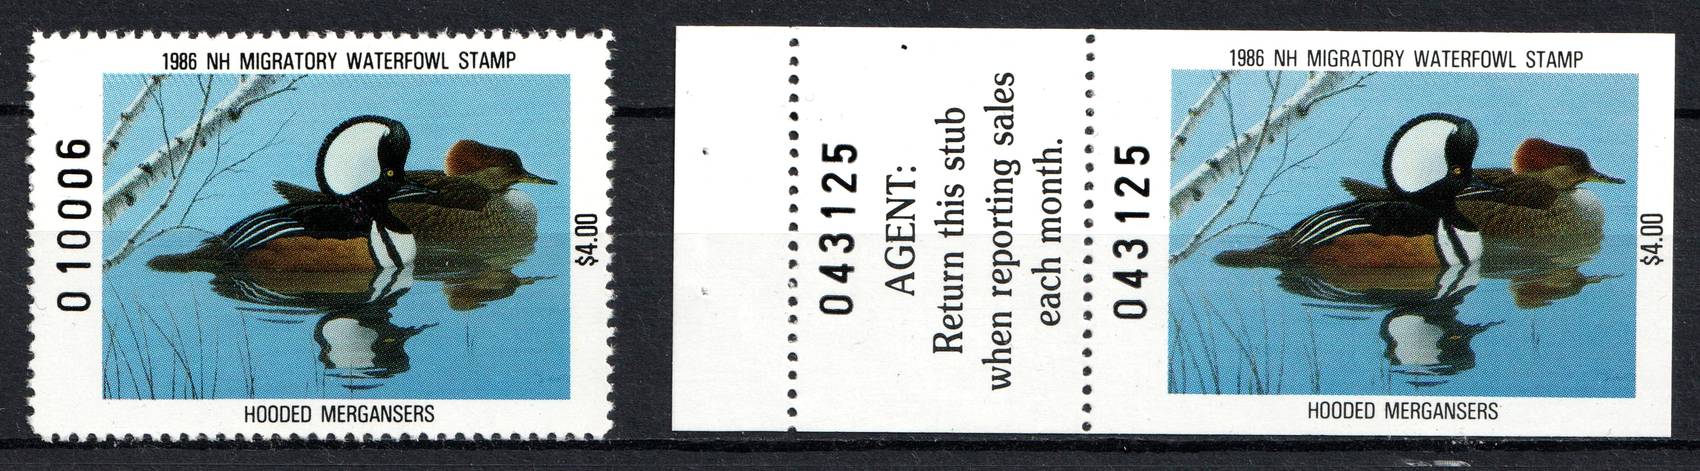 1986 NH MIGRATORY WATERFOWL STAMP
010006
$4.00
HOODED MERGANSERS
043125
AGENT:
Return this stub
when reporting sales
each month.
043125
1986 NH MIGRATORY WATERFOWL STAMP
$4.00
HOODED MERGANSERS